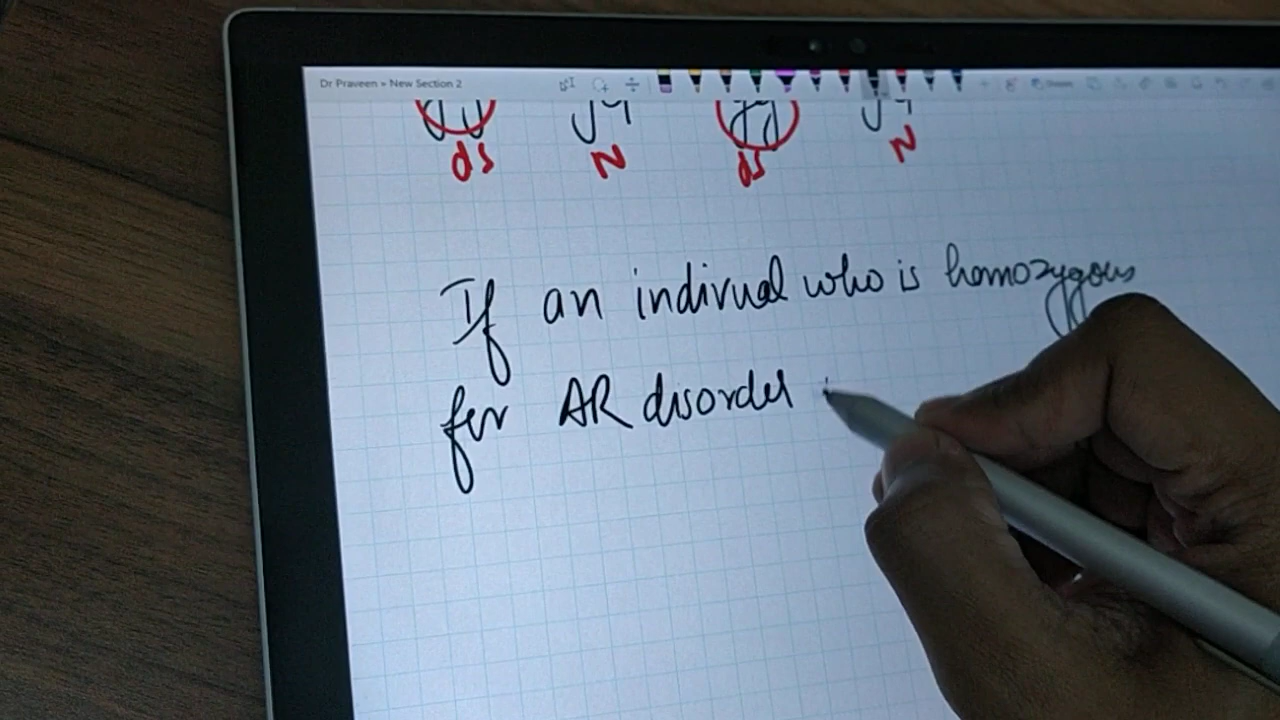 Dr Praveen » New Section 2
ds N ds N
If an indivual who is homozygous
for AR disorder